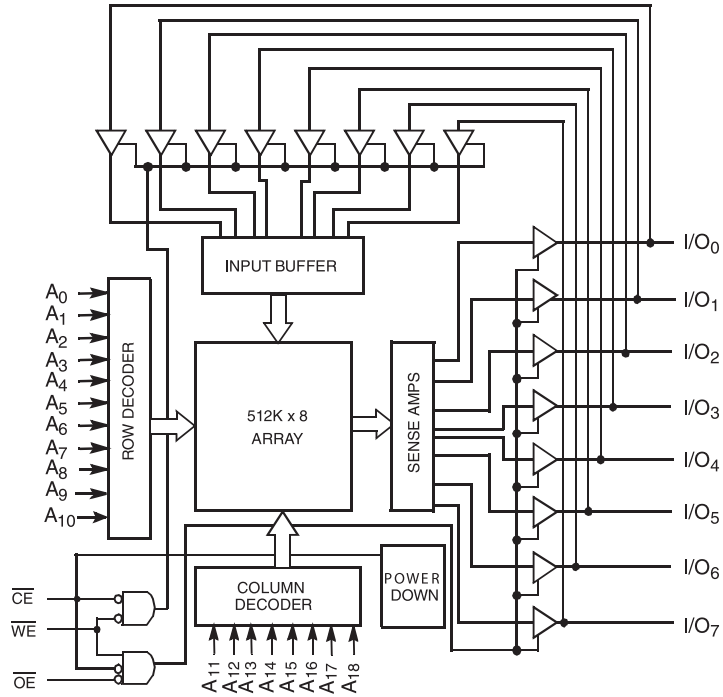 INPUT BUFFER
I/O0
I/O1
I/O2
I/O3
I/O4
I/O5
I/O6
I/O7
A0
A1
A2
A3
A4
A5
A6
A7
A8
A9
A10
ROW DECODER
512K x 8
ARRAY
SENSE AMPS
POWER
DOWN
COLUMN
DECODER
CE
WE
OE
A11
A12
A13
A14
A15
A16
A17
A18